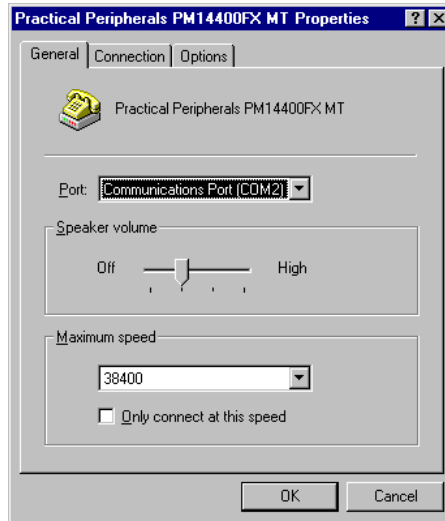 Practical Peripherals PM14400FX MT Properties
General Connection Options
Practical Peripherals PM14400FX MT
Port: Communications Port (COM2)
Speaker volume
Off High
Maximum speed
38400
Only connect at this speed
OK Cancel